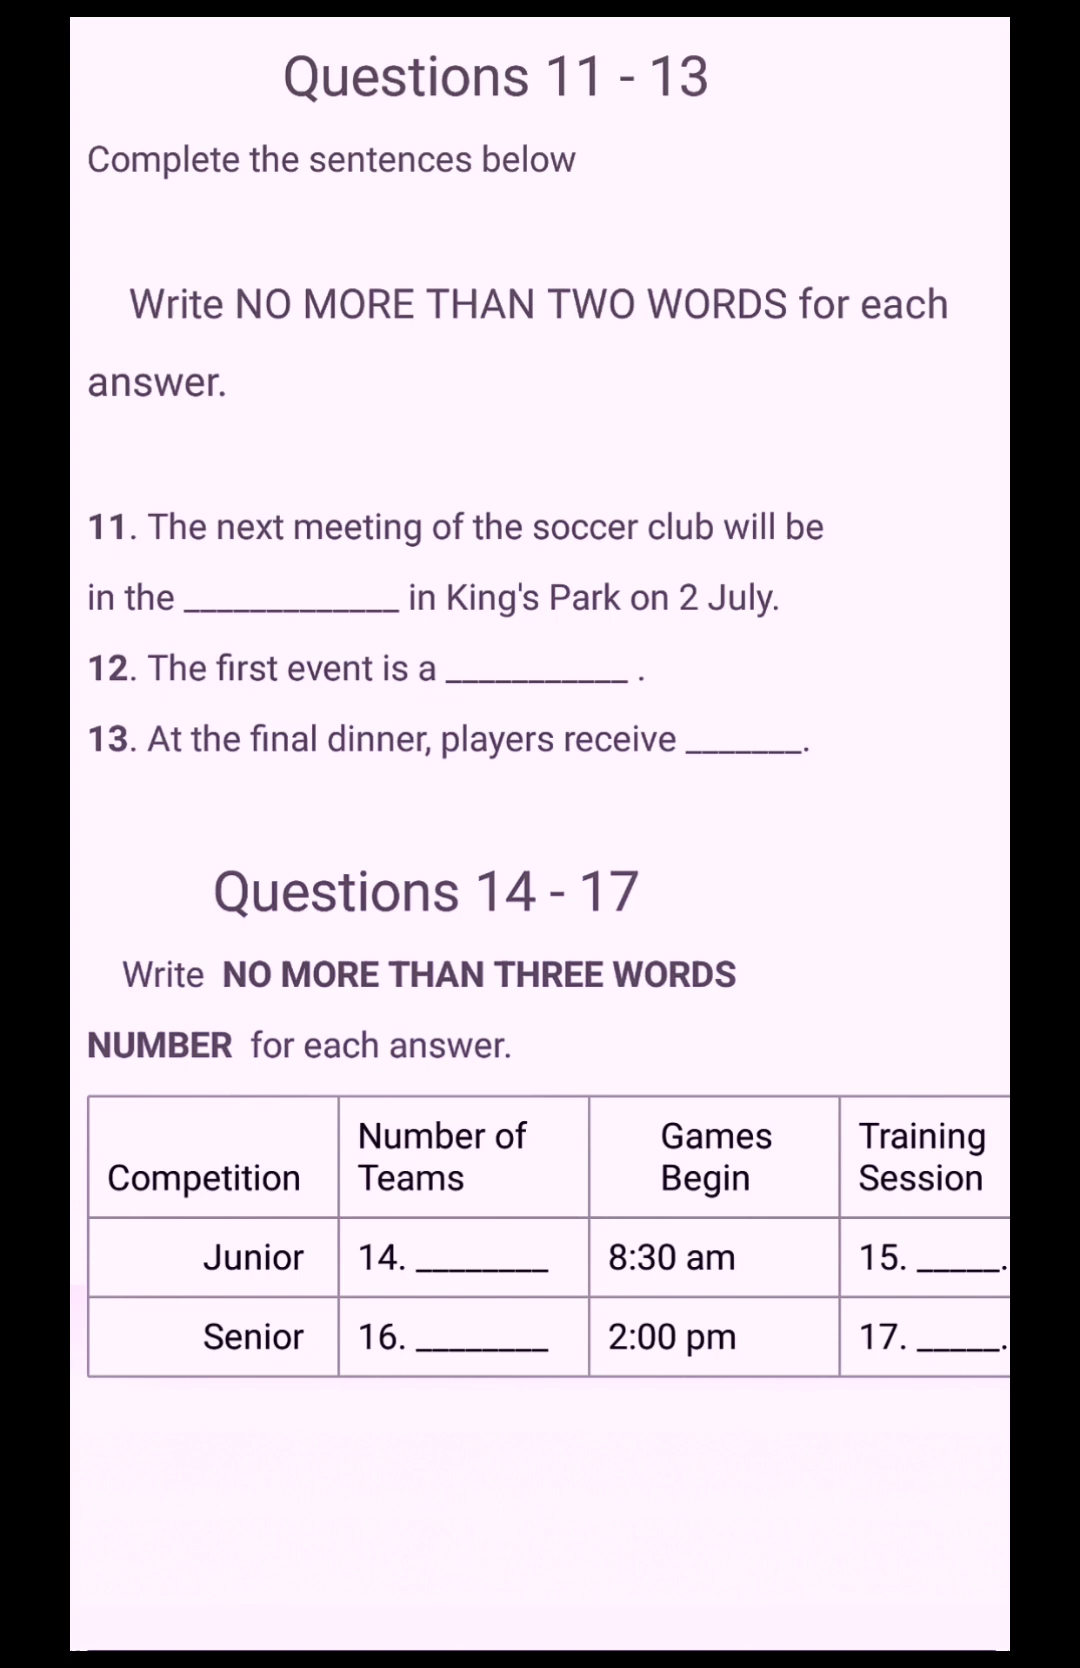 Questions 11 - 13
Complete the sentences below
Write NO MORE THAN TWO WORDS for each
answer.
11. The next meeting of the soccer club will be
in the _____________ in King's Park on 2 July.
12. The first event is a ___________ .
13. At the final dinner, players receive _______.
Questions 14 - 17
Write NO MORE THAN THREE WORDS
NUMBER for each answer.
Competition Number of Teams Games Begin Training Session
Junior 14. ________ 8:30 am 15. _____.
Senior 16. ________ 2:00 pm 17. _____.